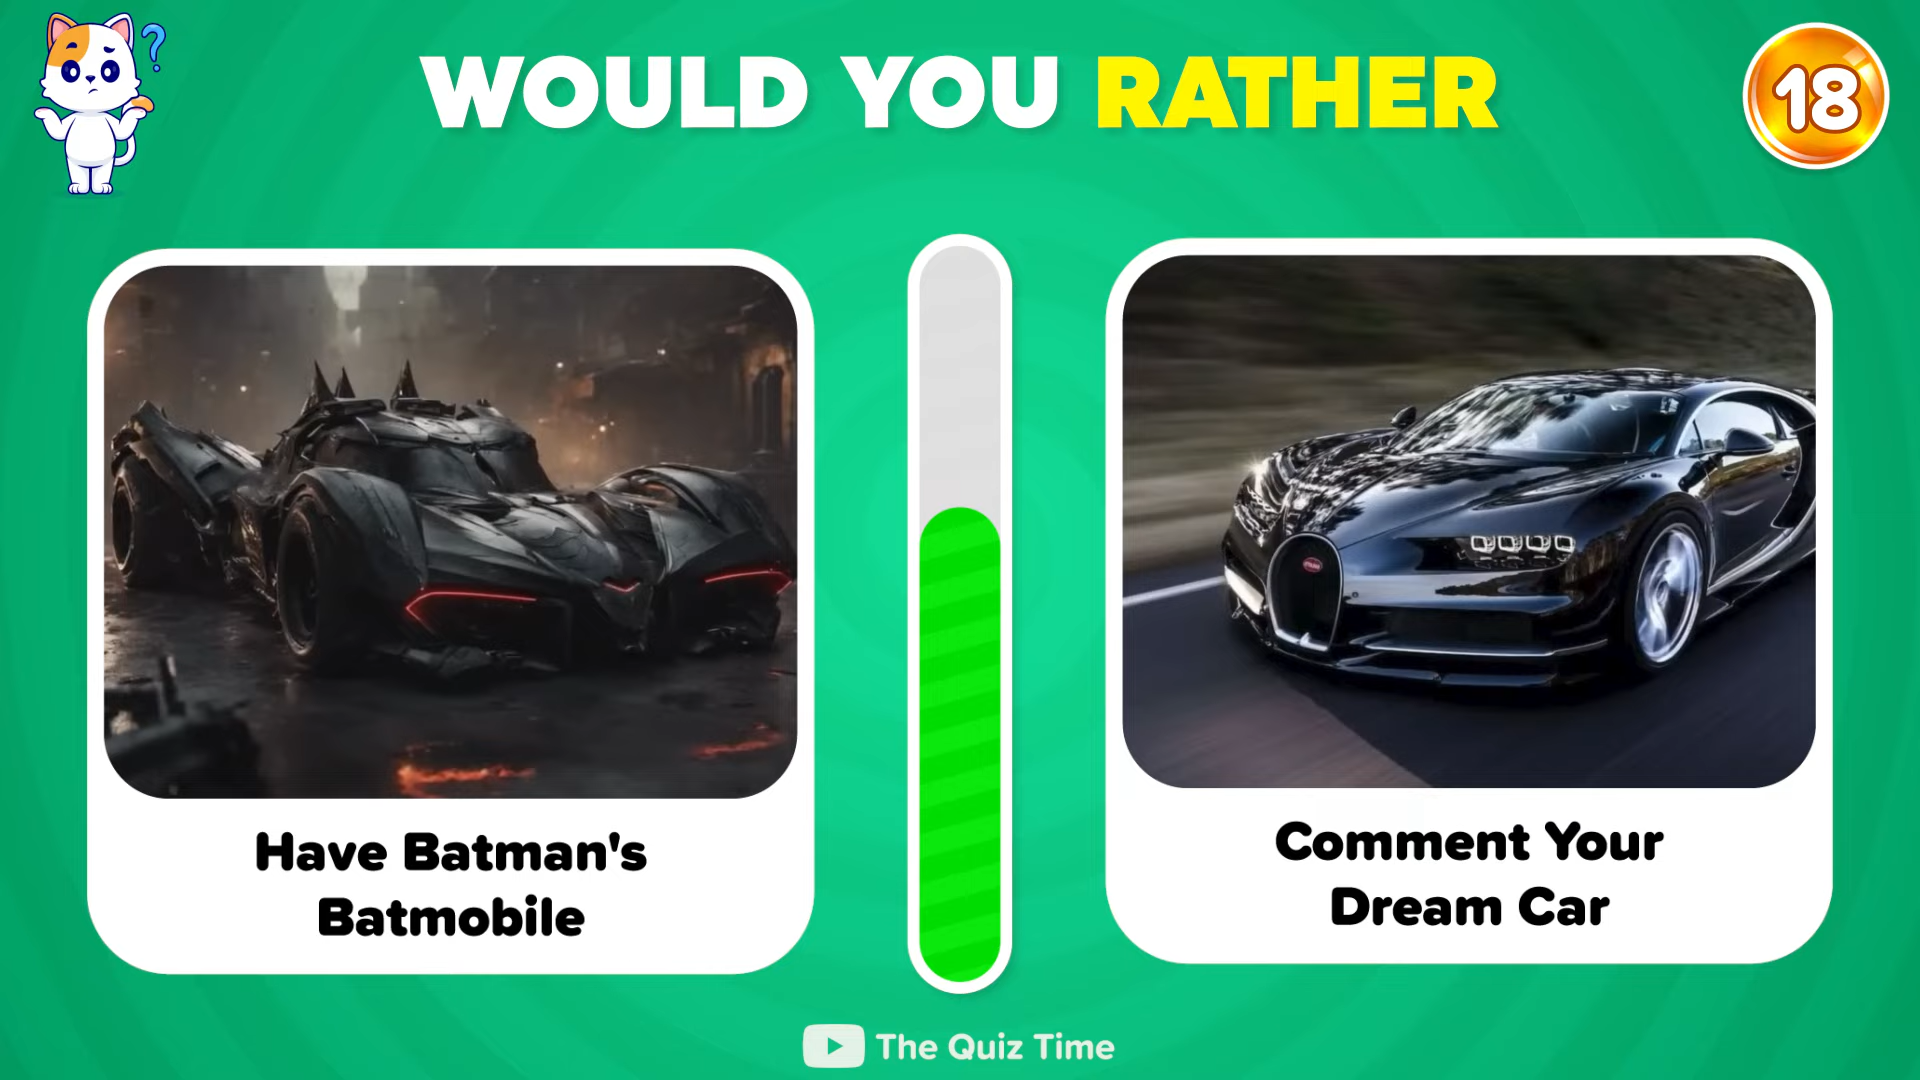 WOULD YOU RATHER
18
Have Batman's
Batmobile
Comment Your
Dream Car
The Quiz Time